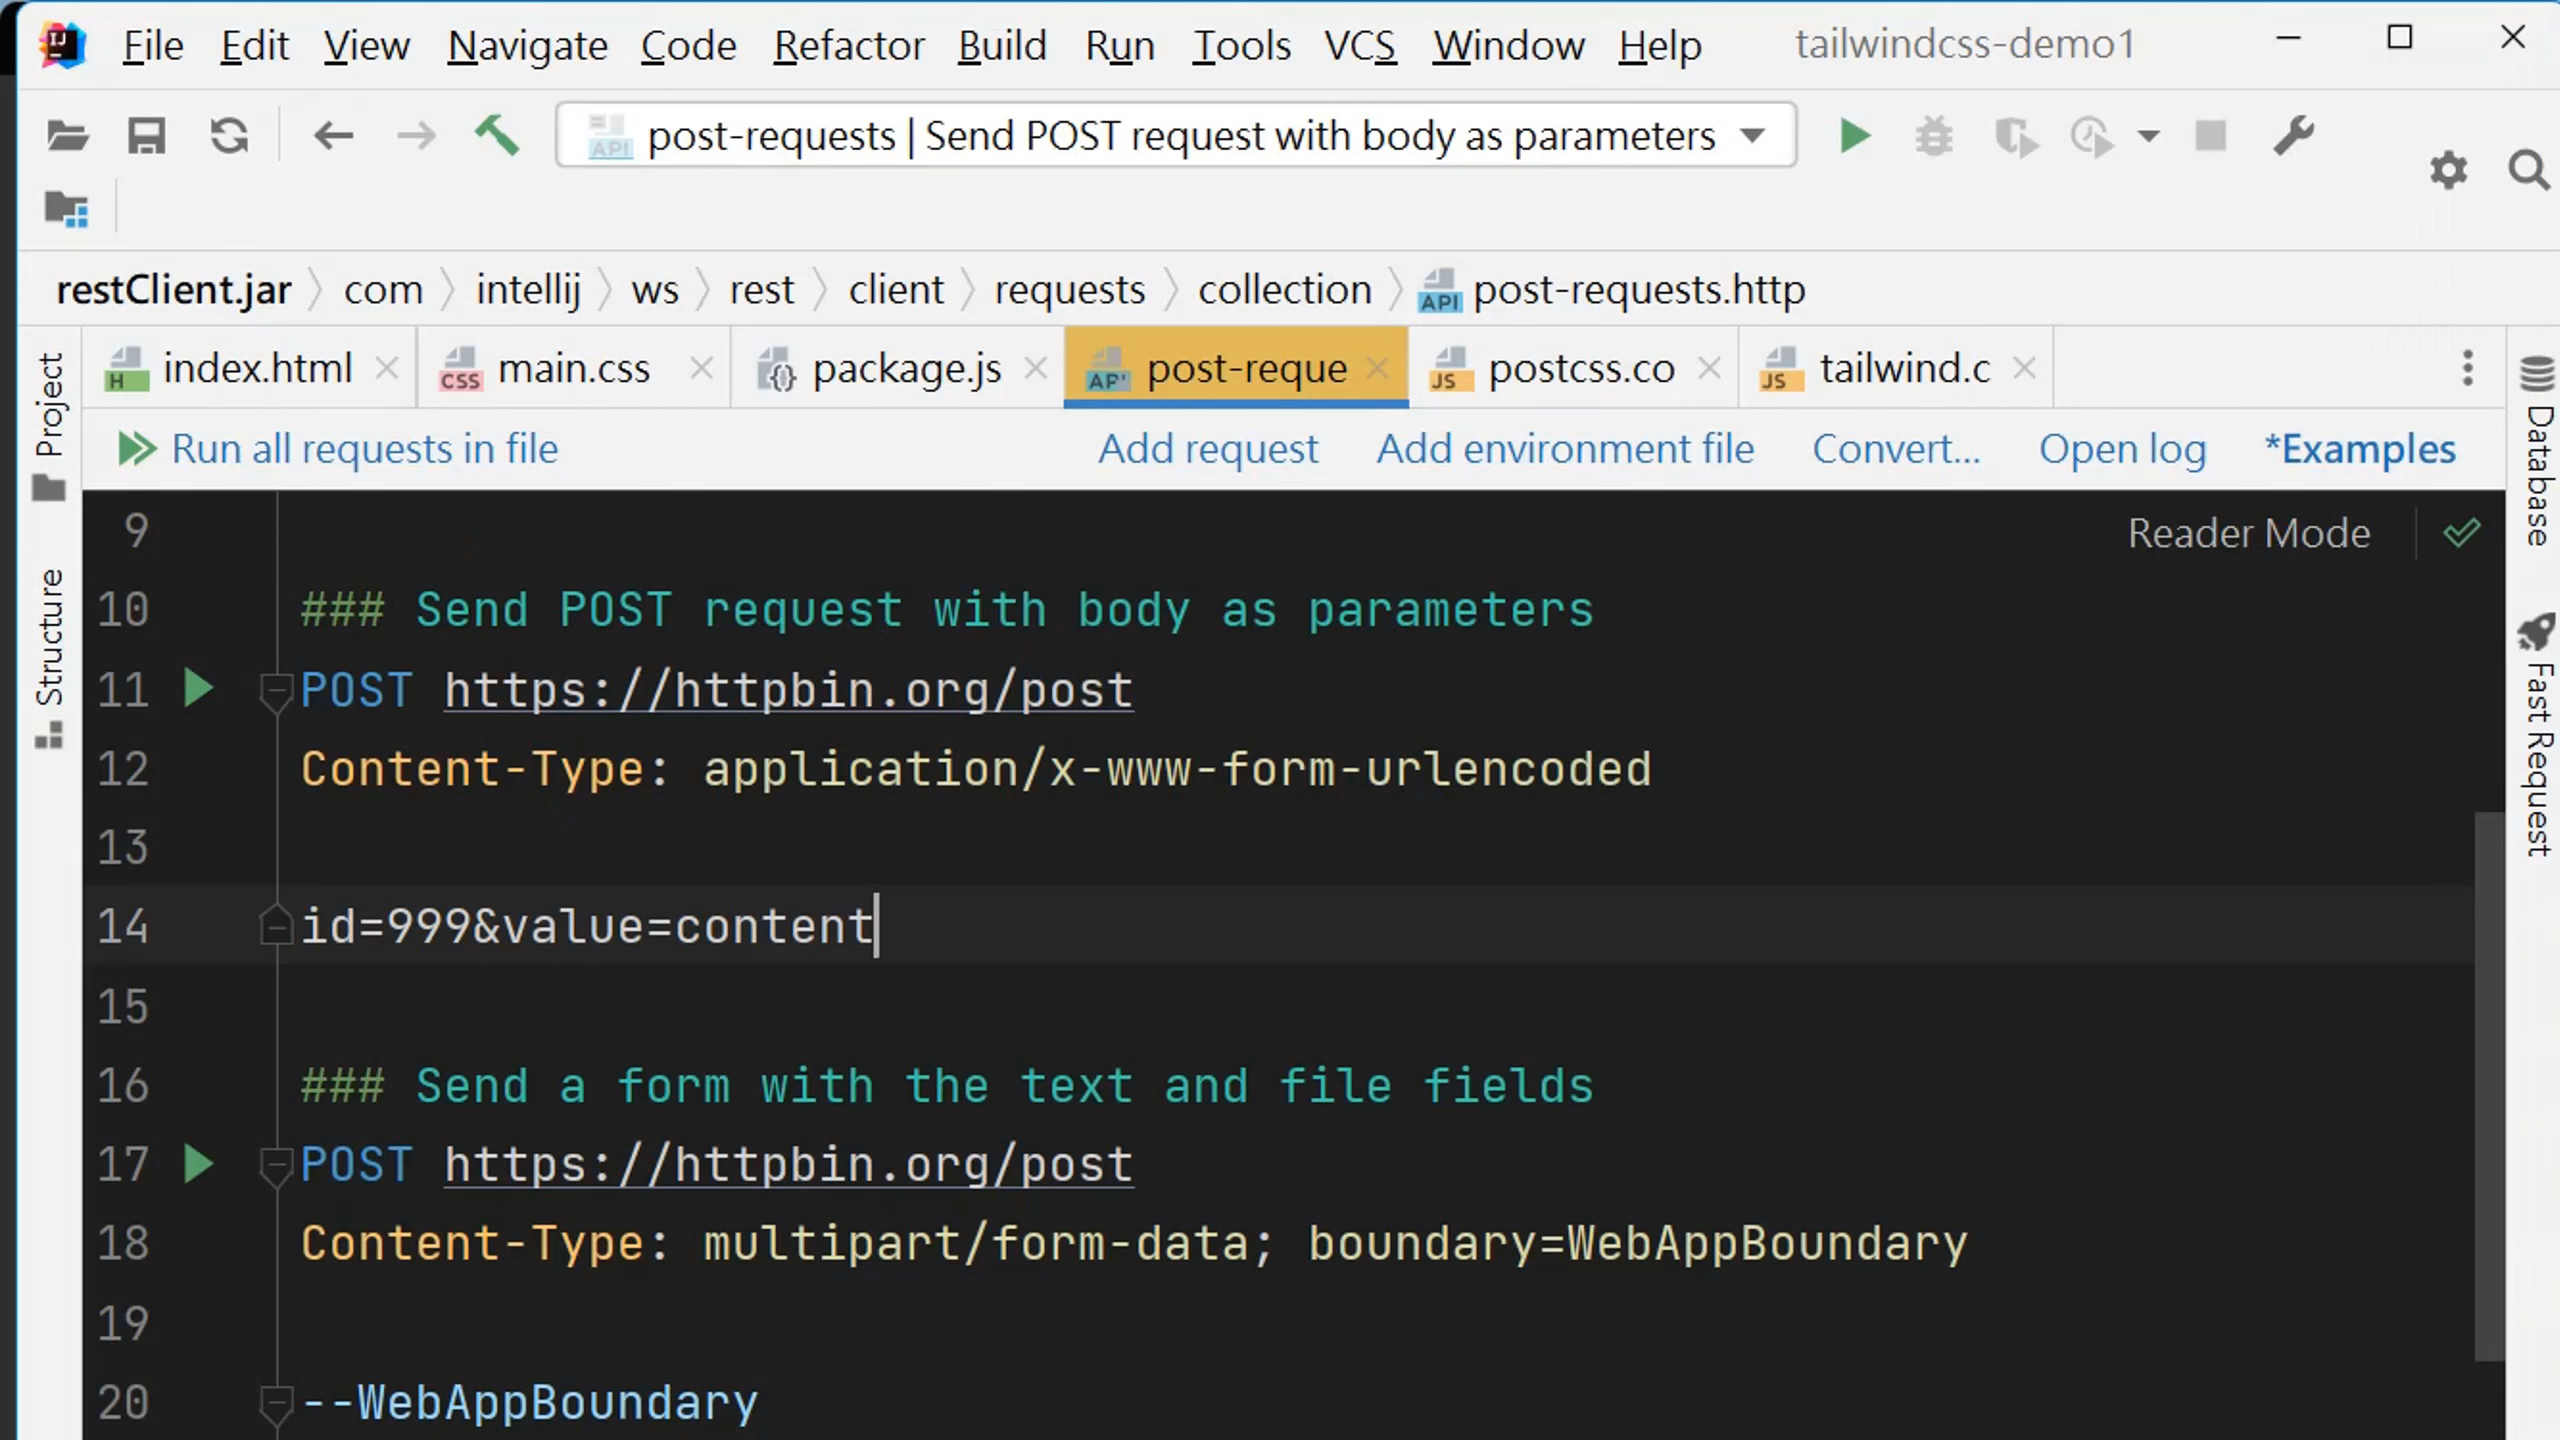 File Edit View Navigate Code Refactor Build Run Tools VCS Window Help tailwindcss-demo1
API post-requests | Send POST request with body as parameters
restClient.jar com intellij ws rest client requests collection API post-requests.http
Project
Structure
H index.html CSS main.css package.js API post-reque JS postcss.co JS tailwind.c
Run all requests in file Add request Add environment file Convert... Open log *Examples
Database
Fast Request
Reader Mode
9
10 ### Send POST request with body as parameters
11 POST https://httpbin.org/post
12 Content-Type: application/x-www-form-urlencoded
13
14 id=999&value=content
15
16 ### Send a form with the text and file fields
17 POST https://httpbin.org/post
18 Content-Type: multipart/form-data; boundary=WebAppBoundary
19
20 --WebAppBoundary